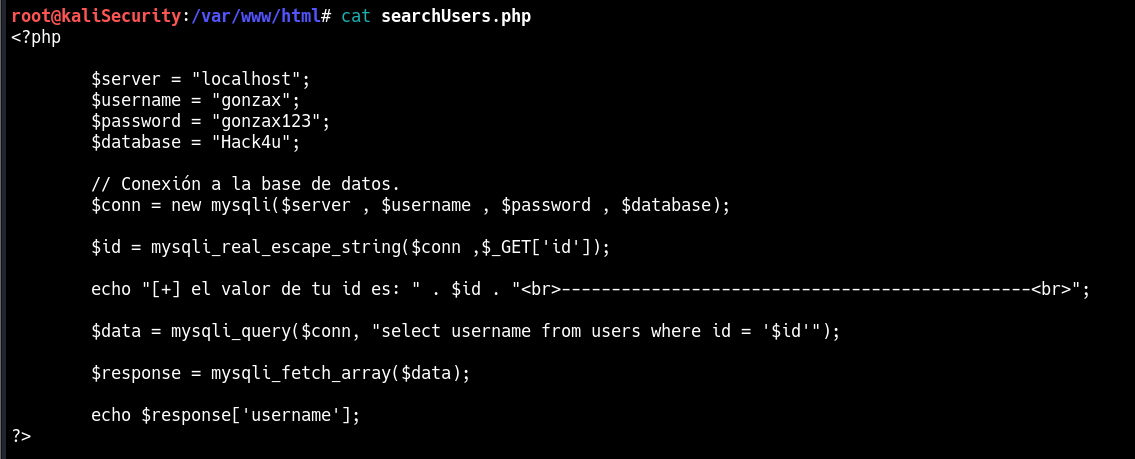 root@kaliSecurity:/var/www/html# cat searchUsers.php
<?php
$server = "localhost";
$username = "gonzax";
$password = "gonzax123";
$database = "Hack4u";
// Conexión a la base de datos.
$conn = new mysqli($server , $username , $password , $database);
$id = mysqli_real_escape_string($conn ,$_GET['id']);
echo "[+] el valor de tu id es: " . $id . "<br>-----------------------------------------------<br>";
$data = mysqli_query($conn, "select username from users where id = '$id'");
$response = mysqli_fetch_array($data);
echo $response['username'];
?>